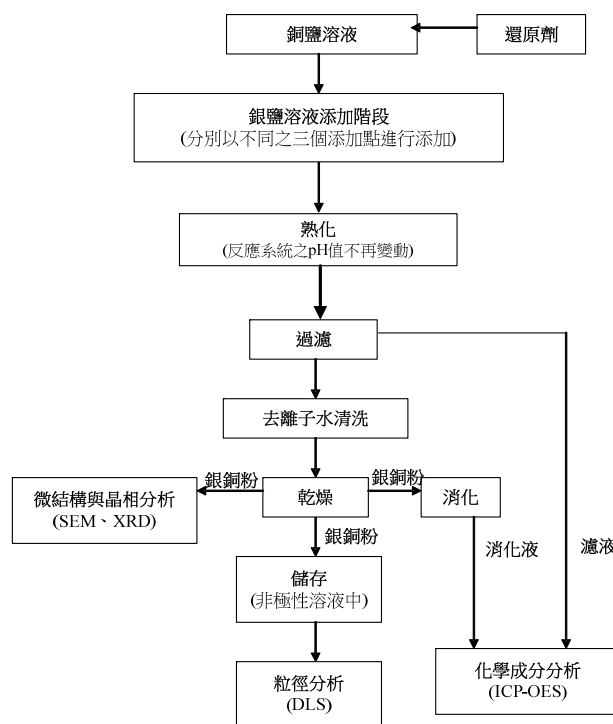 銅鹽溶液
還原劑
銀鹽溶液添加階段
(分別以不同之三個添加點進行添加)
熟化
(反應系統之pH值不再變動)
過濾
去離子水清洗
銀銅粉
銀銅粉
微結構與晶相分析
(SEM、XRD)
乾燥
消化
銀銅粉
消化液
濾液
儲存
(非極性溶液中)
粒徑分析
(DLS)
化學成分分析
(ICP-OES)